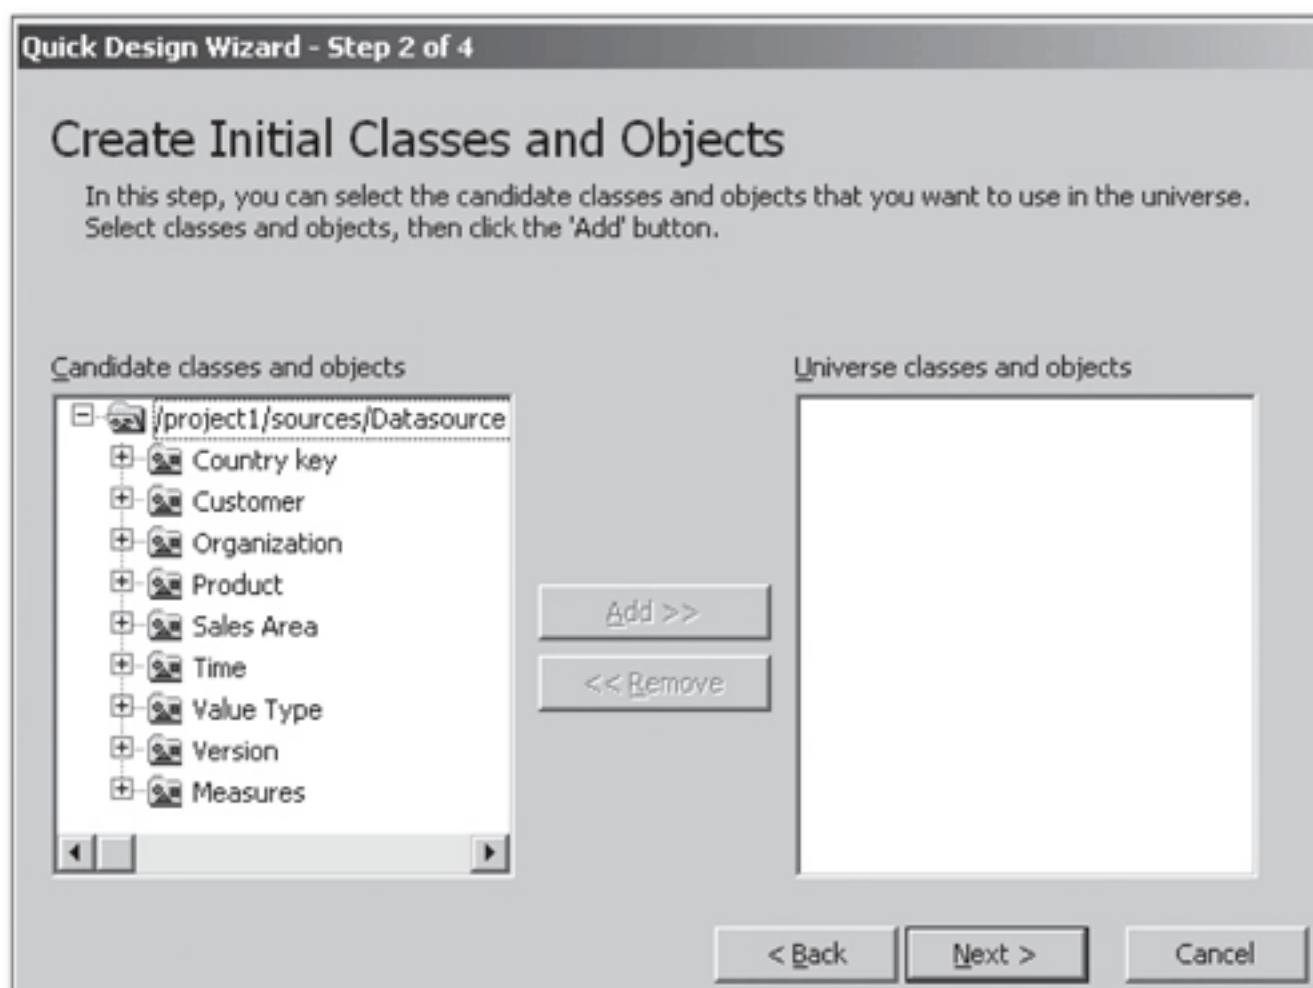 Quick Design Wizard - Step 2 of 4
Create Initial Classes and Objects
In this step, you can select the candidate classes and objects that you want to use in the universe.
Select classes and objects, then click the 'Add' button.
Candidate classes and objects
/project1/sources/Datasource
Country key
Customer
Organization
Product
Sales Area
Time
Value Type
Version
Measures
Add >>
<< Remove
Universe classes and objects
< Back
Next >
Cancel